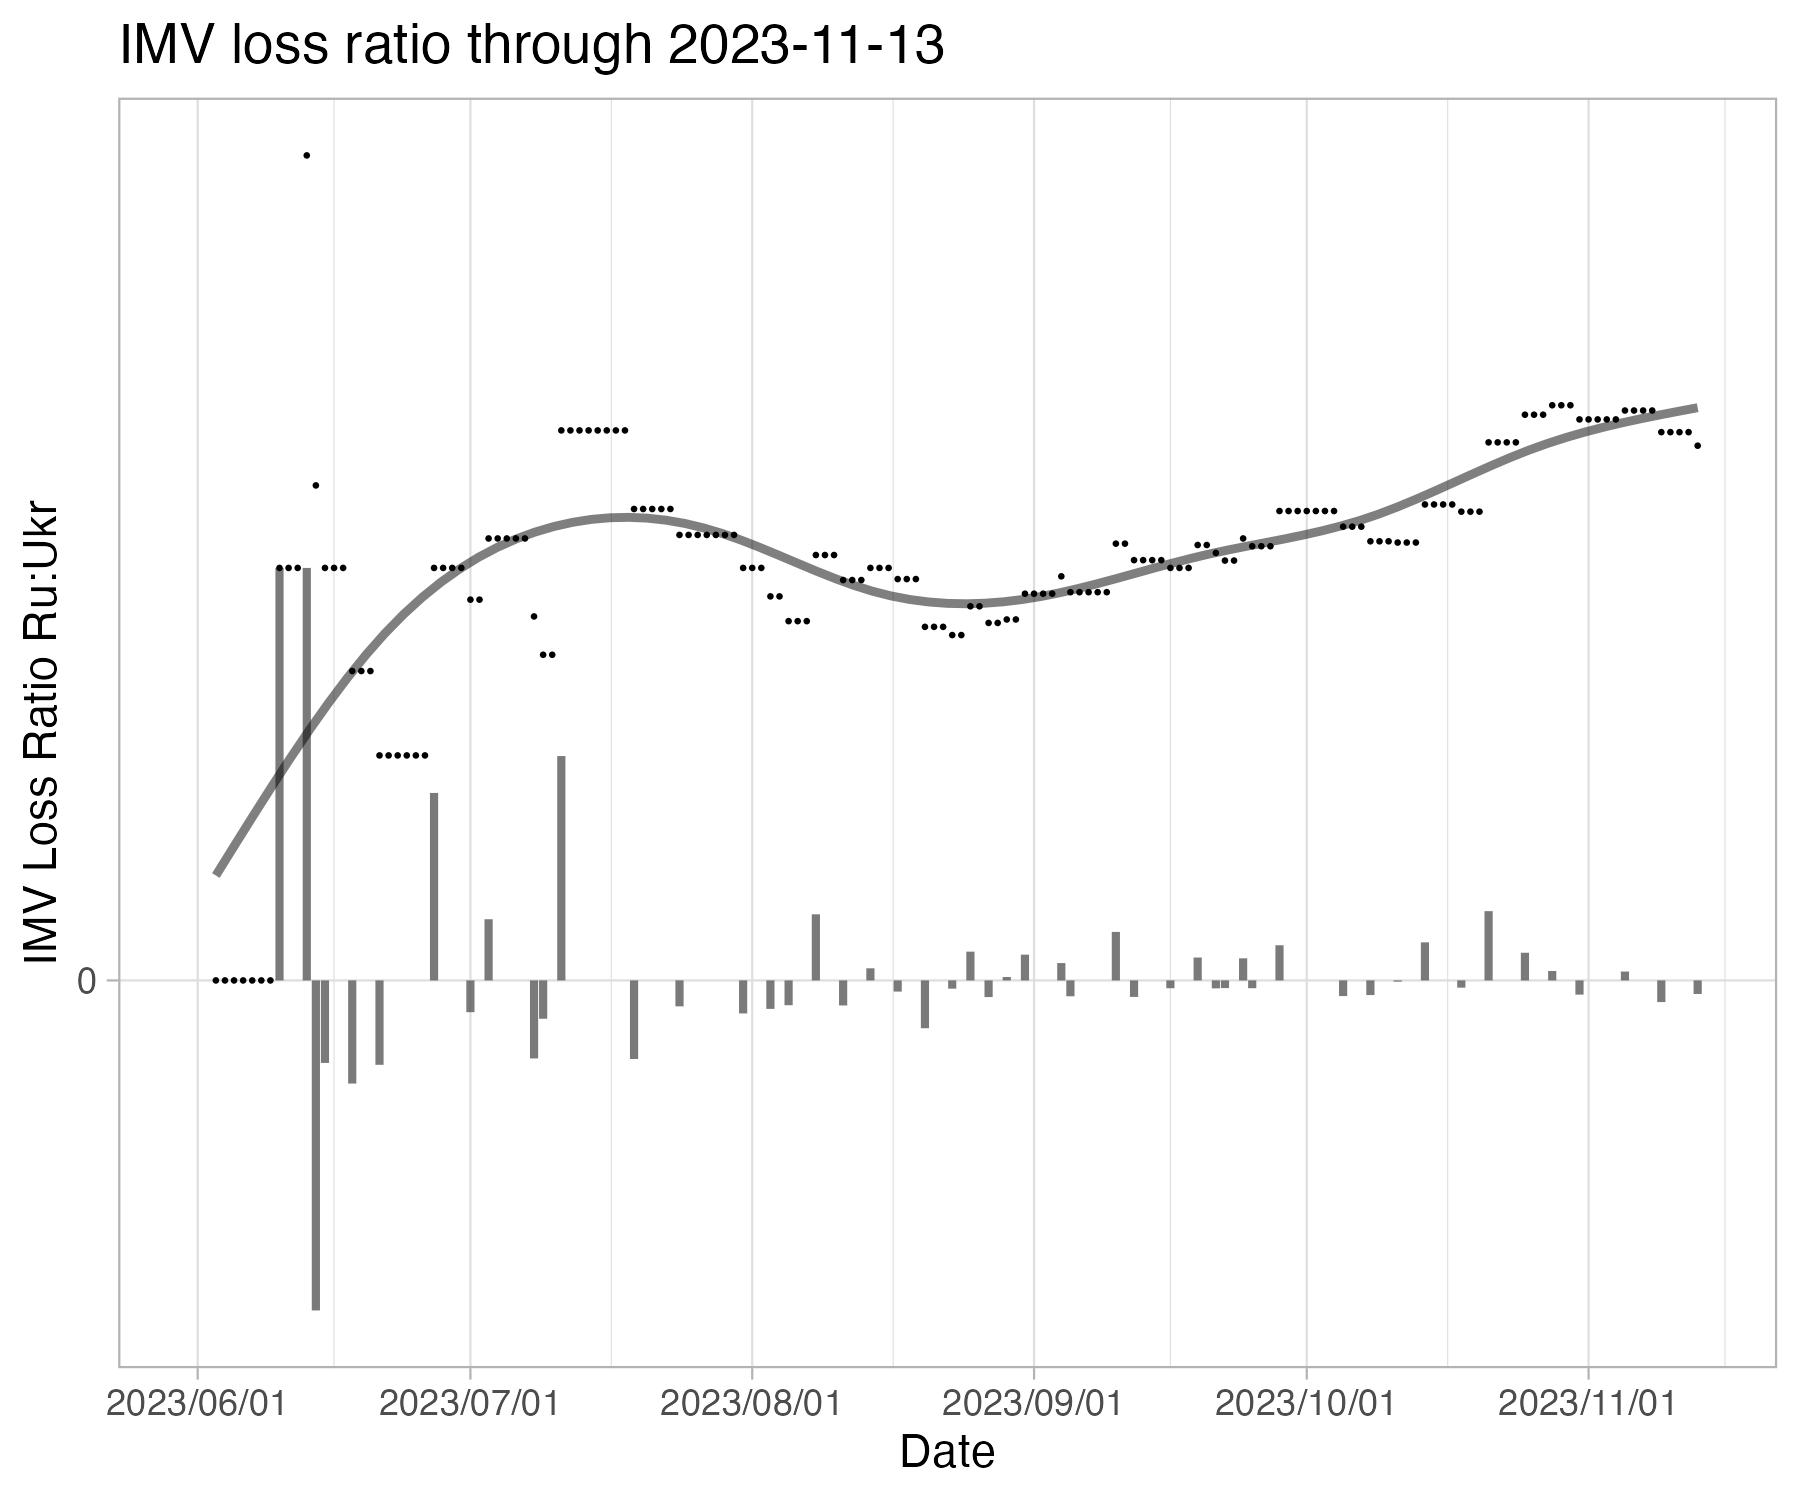 IMV loss ratio through 2023-11-13
IMV Loss Ratio Ru:Ukr
0
2023/06/01 2023/07/01 2023/08/01 2023/09/01 2023/10/01 2023/11/01
Date